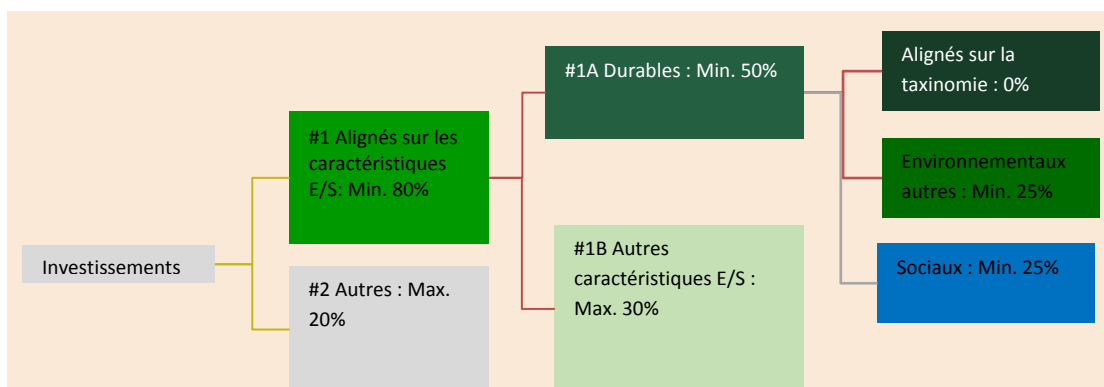 Investissements
#1 Alignés sur les
caractéristiques
E/S: Min. 80%
#2 Autres : Max.
20%
#1A Durables : Min. 50%
#1B Autres
caractéristiques E/S :
Max. 30%
Alignés sur la
taxinomie : 0%
Environnementaux
autres : Min. 25%
Sociaux : Min. 25%